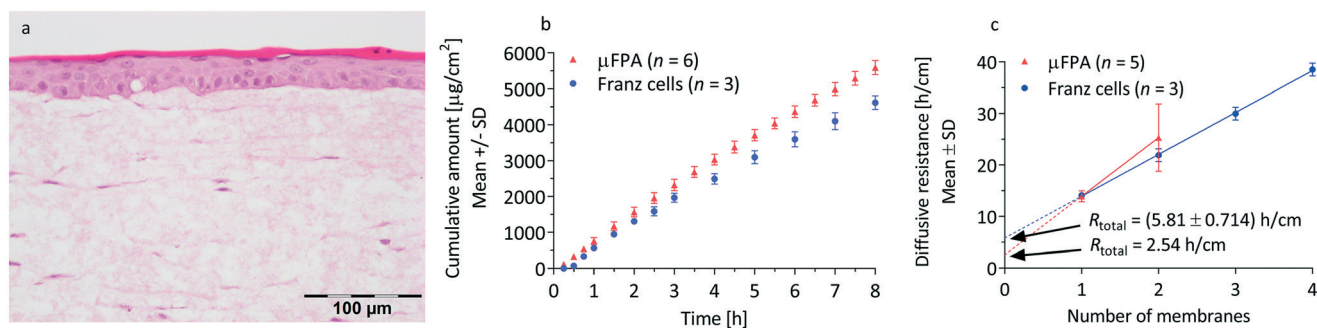 a
100 µm
b
Cumulative amount [µg/cm²]
Mean +/- SD
6000
5000
4000
3000
2000
1000
0
µFPA (n = 6)
Franz cells (n = 3)
0 1 2 3 4 5 6 7 8
Time [h]
c
Diffusive resistance [h/cm]
Mean ± SD
40
30
20
10
0
µFPA (n = 5)
Franz cells (n = 3)
R total = (5.81 ± 0.714) h/cm
R total = 2.54 h/cm
0 1 2 3 4
Number of membranes